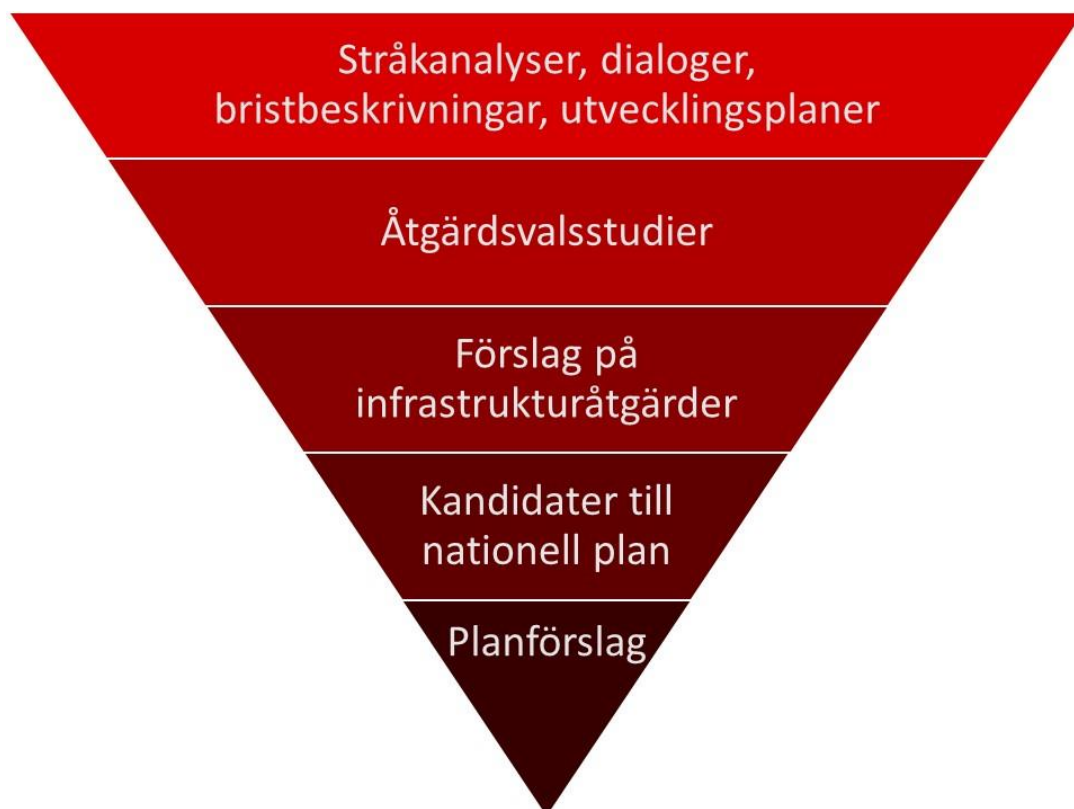 Stråkanalyser, dialoger,
bristbeskrivningar, utvecklingsplaner
Åtgärdsvalsstudier
Förslag på
infrastrukturåtgärder
Kandidater till
nationell plan
Planförslag